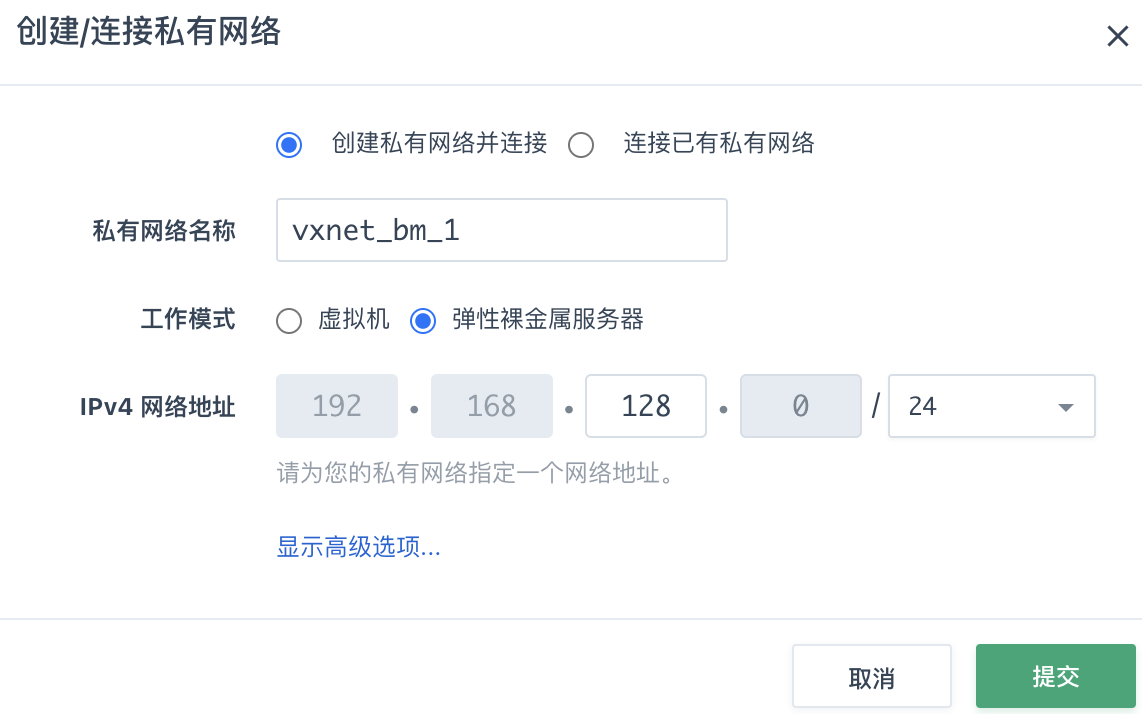 创建/连接私有网络
创建私有网络并连接 连接已有私有网络
私有网络名称 vxnet_bm_1
工作模式 虚拟机 弹性裸金属服务器
IPv4 网络地址 192 . 168 . 128 . 0 / 24
请为您的私有网络指定一个网络地址。
显示高级选项...
取消 提交